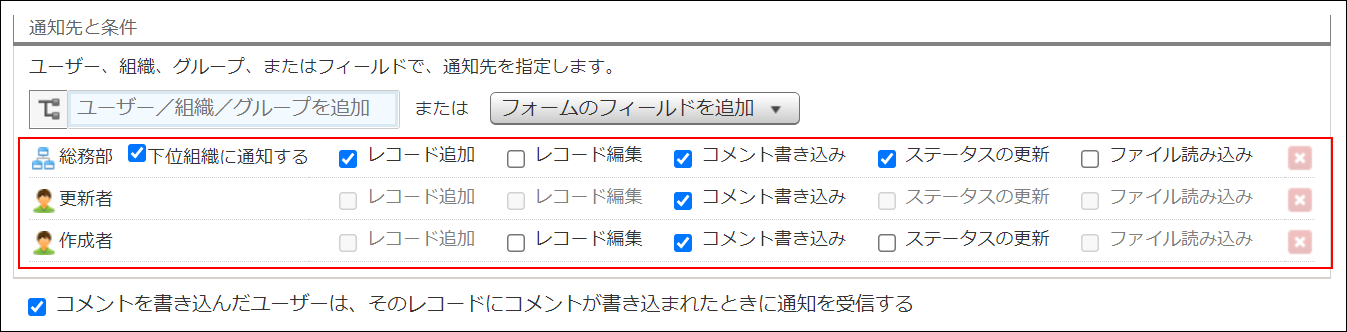 通知先と条件
ユーザー、組織、グループ、またはフィールドで、通知先を指定します。
ユーザー／組織／グループを追加 または フォームのフィールドを追加
総務部 下位組織に通知する レコード追加 レコード編集 コメント書き込み ステータスの更新 ファイル読み込み
更新者 レコード追加 レコード編集 コメント書き込み ステータスの更新 ファイル読み込み
作成者 レコード追加 レコード編集 コメント書き込み ステータスの更新 ファイル読み込み
コメントを書き込んだユーザーは、そのレコードにコメントが書き込まれたときに通知を受信する